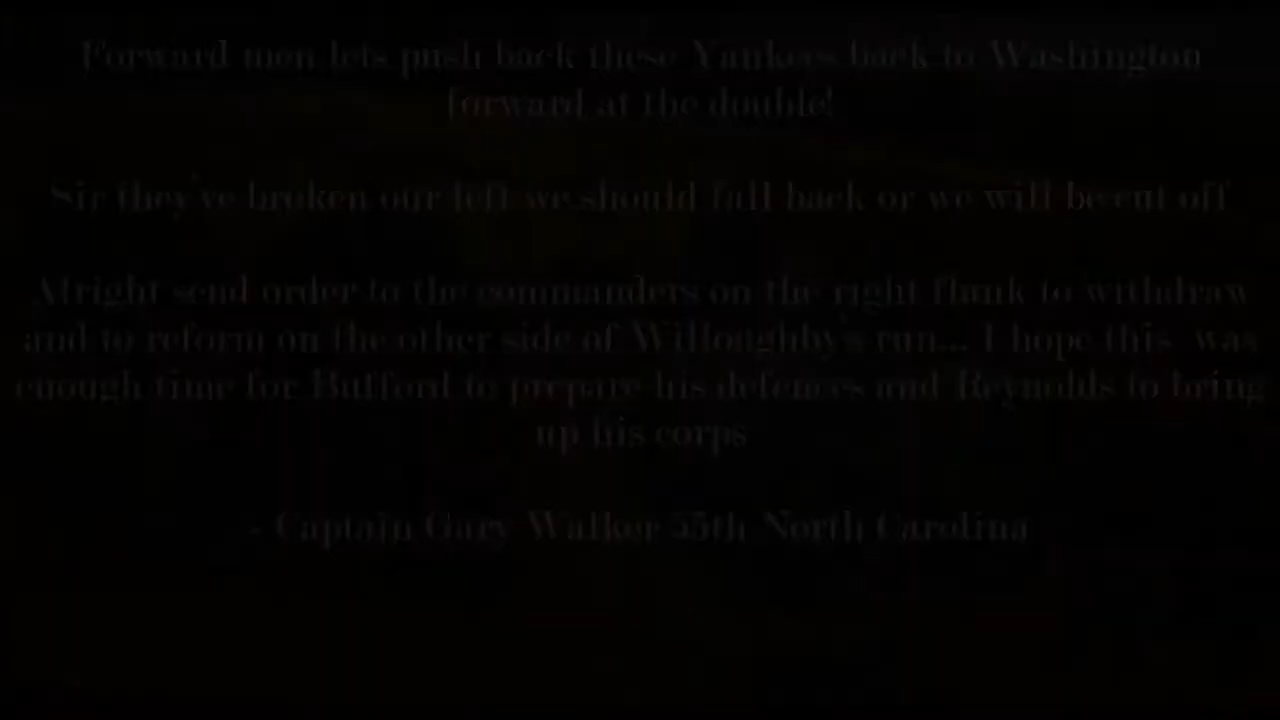 Forward men lets push back these Yankees back to Washington
forward at the double!
Sir they've broken our left we should fall back or we will be cut off
Alright send order to the commanders on the right flank to withdraw
and to reform on the other side of Willoughby's run... I hope this was
enough time for Bufford to prepare his defences and Reynolds to bring
up his corps
- Captain Gary Walker 55th North Carolina